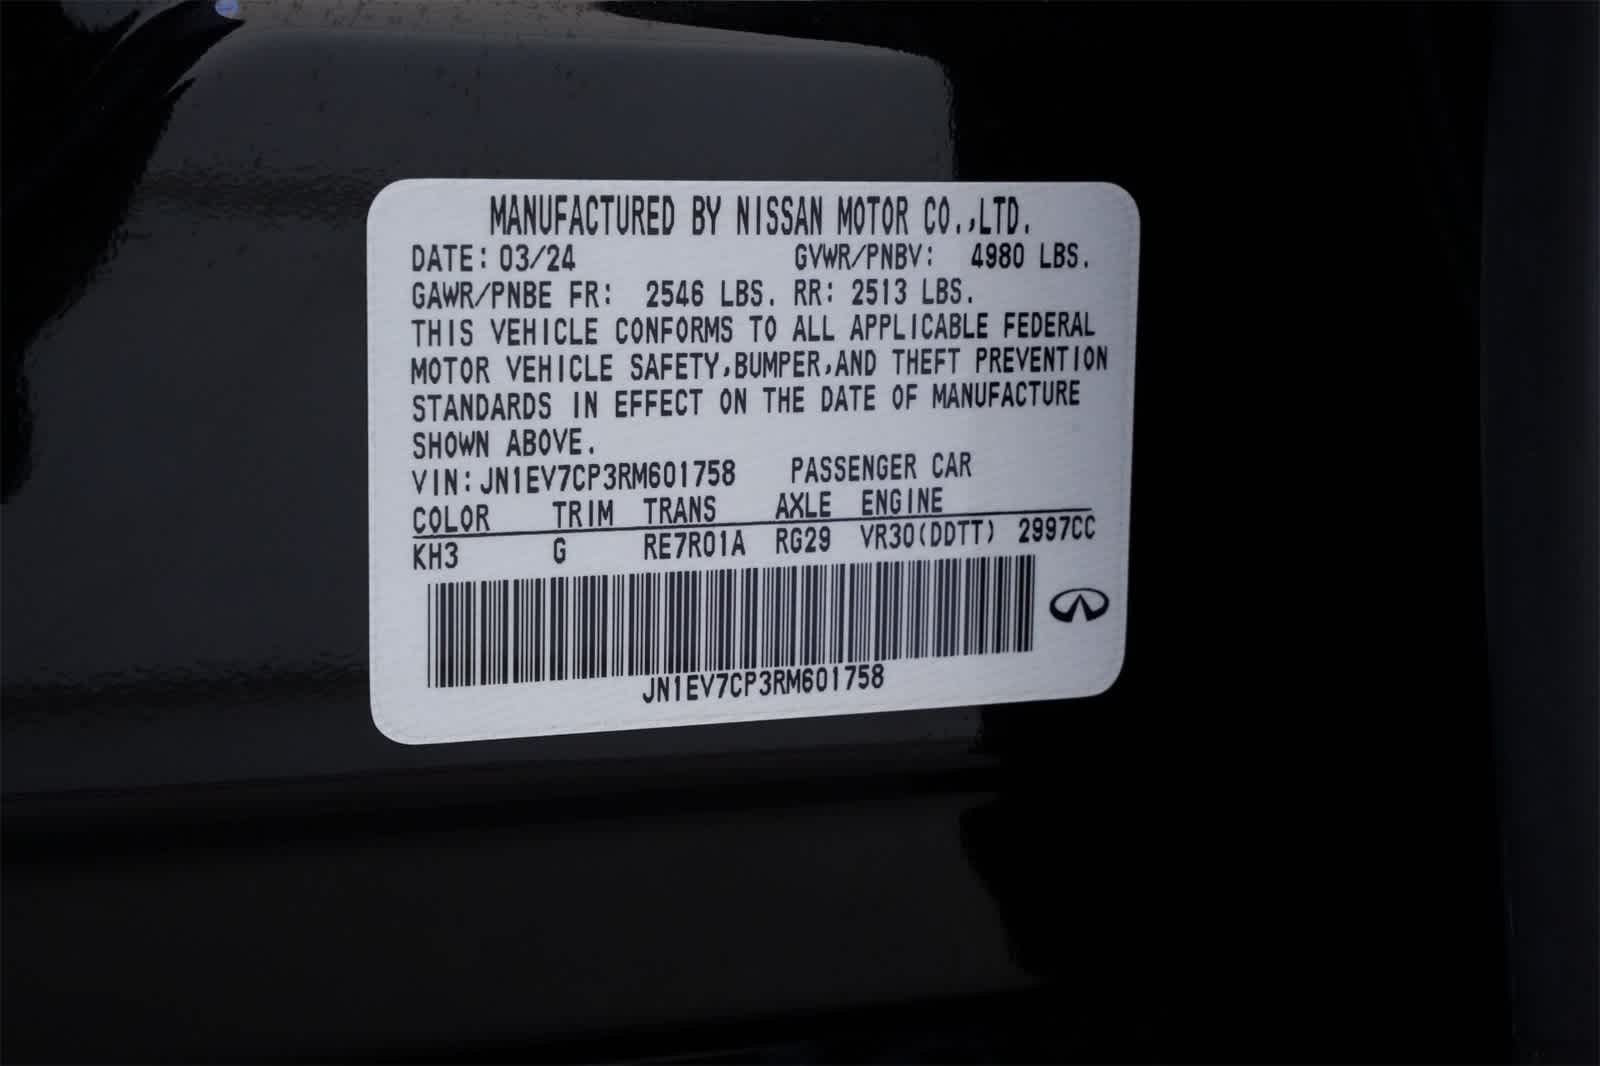 MANUFACTURED BY NISSAN MOTOR CO.,LTD.
DATE: 03/24 GVWR/PNBV: 4980 LBS.
GAWR/PNBE FR: 2546 LBS. RR: 2513 LBS.
THIS VEHICLE CONFORMS TO ALL APPLICABLE FEDERAL
MOTOR VEHICLE SAFETY,BUMPER,AND THEFT PREVENTION
STANDARDS IN EFFECT ON THE DATE OF MANUFACTURE
SHOWN ABOVE.
VIN: JN1EV7CP3RM601758 PASSENGER CAR
COLOR TRIM TRANS AXLE ENGINE
KH3 G RE7R01A RG29 VR30(DDTT) 2997CC
JN1EV7CP3RM601758